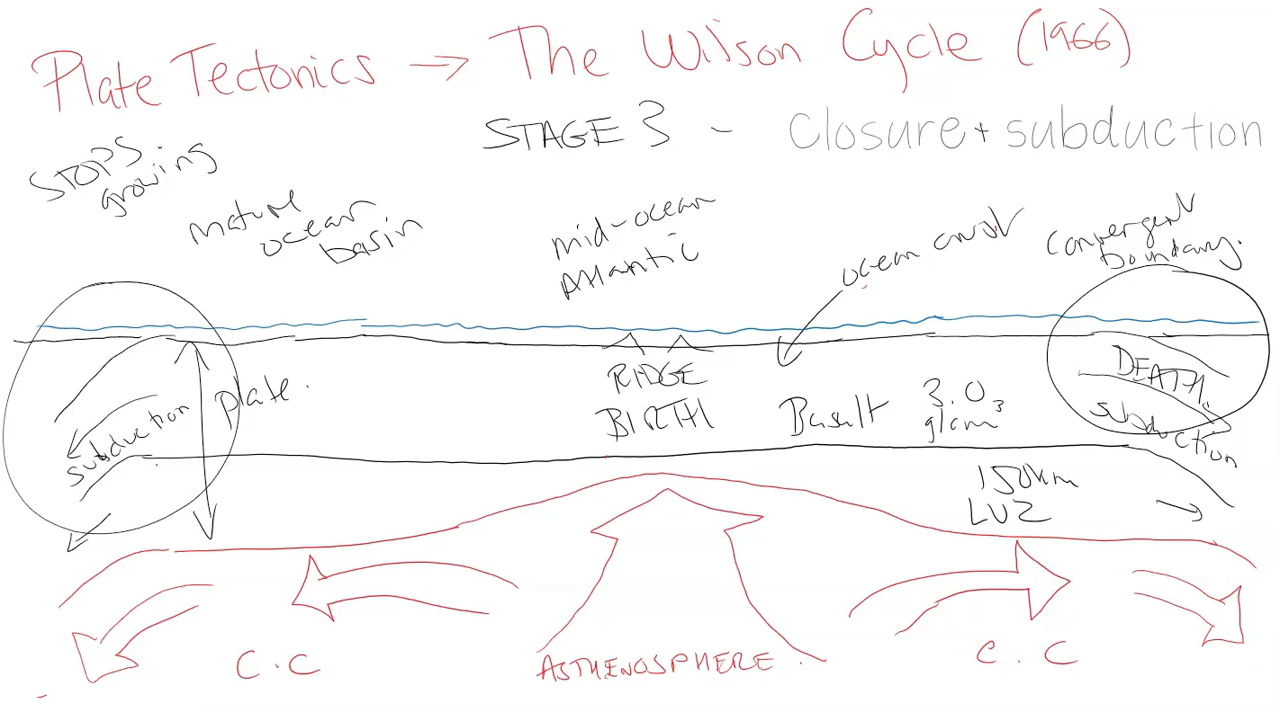 Plate Tectonics → The Wilson Cycle (1966)
STAGE 3 - Closure + subduction
STOPS
growing
mature
ocean
basin
mid-ocean
Atlantic
ocean crust
convergent
boundary.
plate.
subduction
RIDGE
BIRTH
Basalt
3.0
g/cm3
DEATH
subduction
150km
LVZ
C.C
ASTHENOSPHERE.
C.C